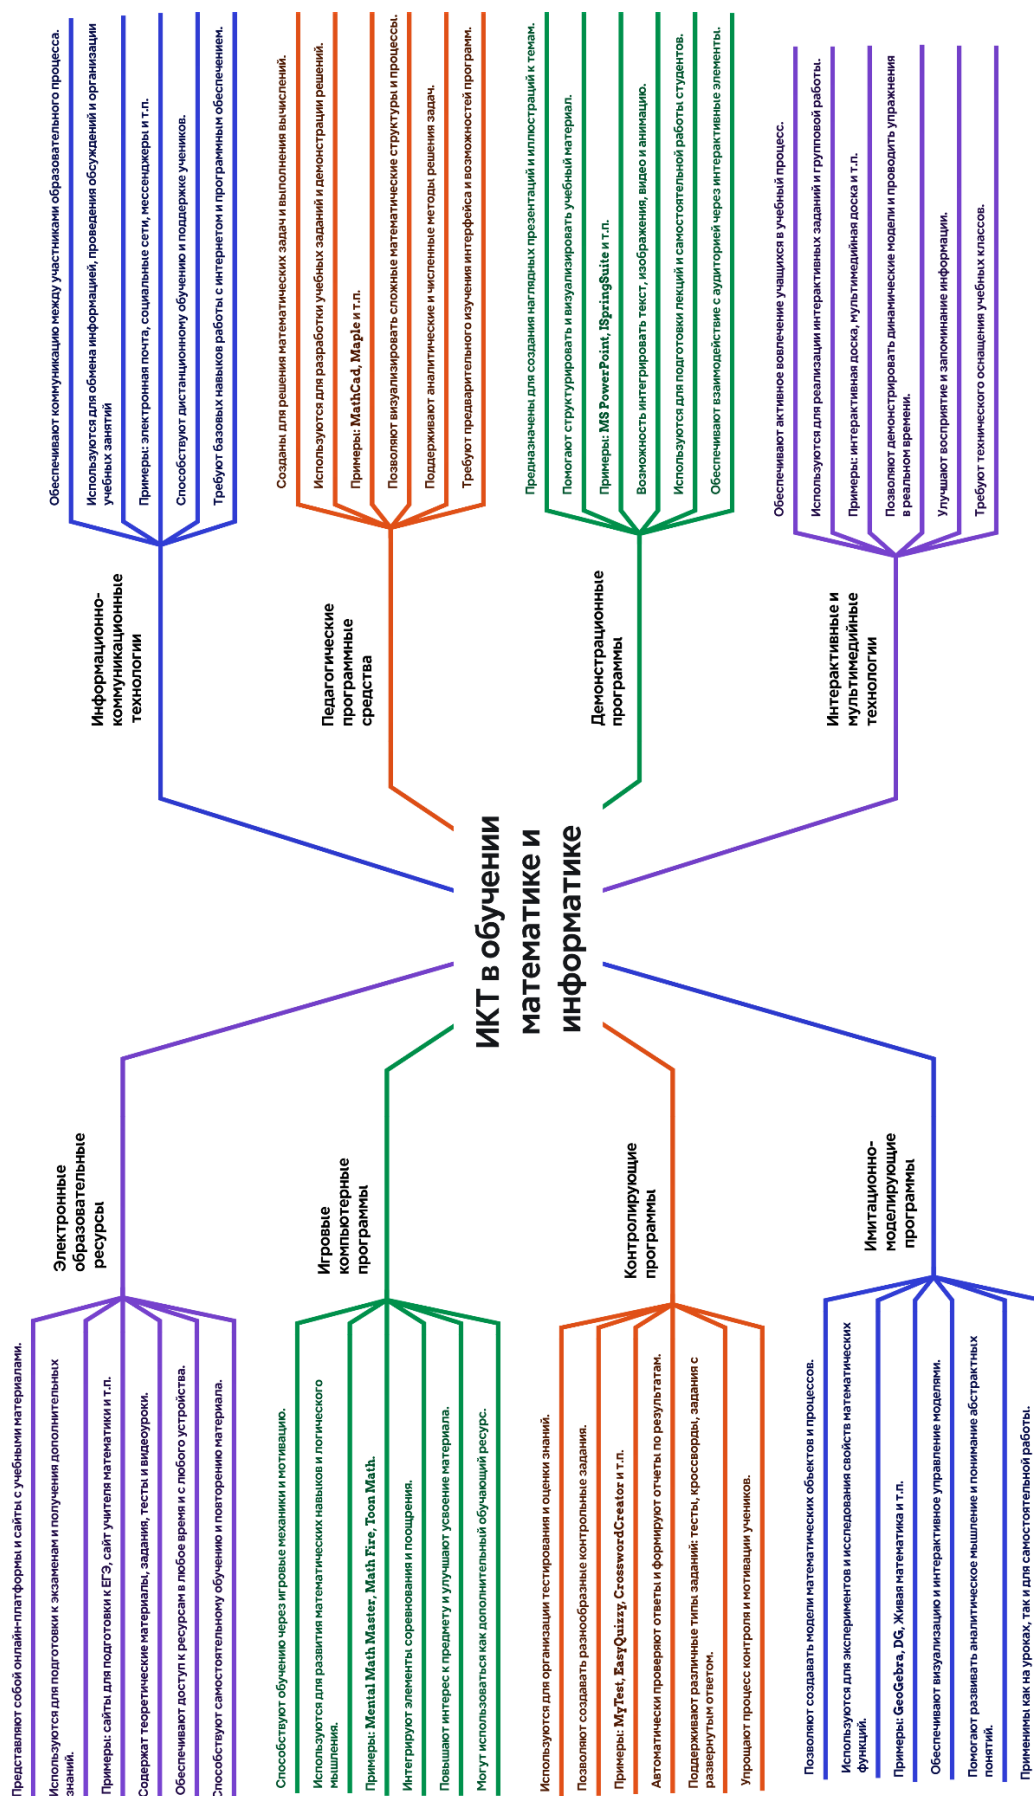 ИКТ в обучении
математике и
информатике
Электронные
образовательные
ресурсы
Представляют собой онлайн-платформы и сайты с учебными материалами.
Используются для подготовки к экзаменам и получения дополнительных
знаний.
Примеры: сайты для подготовки к ЕГЭ, сайт учителя математики и т.п.
Содержат теоретические материалы, задания, тесты и видеоуроки.
Обеспечивают доступ к ресурсам в любое время и с любого устройства.
Способствуют самостоятельному обучению и повторению материала.
Игровые
компьютерные
программы
Способствуют обучению через игровые механики и мотивацию.
Используются для развития математических навыков и логического
мышления.
Примеры: Mental Math Master, Math Fire, Toon Math.
Интегрируют элементы соревнования и поощрения.
Повышают интерес к предмету и улучшают усвоение материала.
Могут использоваться как дополнительный обучающий ресурс.
Контролирующие
программы
Используются для организации тестирования и оценки знаний.
Позволяют создавать разнообразные контрольные задания.
Примеры: MyTest, EasyQuizzy, CrosswordCreator и т.п.
Автоматически проверяют ответы и формируют отчеты по результатам.
Поддерживают различные типы заданий: тесты, кроссворды, задания с
развернутым ответом.
Упрощают процесс контроля и мотивации учеников.
Имитационно-
моделирующие
программы
Позволяют создавать модели математических объектов и процессов.
Используются для экспериментов и исследования свойств математических
функций.
Примеры: GeoGebra, DG, Живая математика и т.п.
Обеспечивают визуализацию и интерактивное управление моделями.
Помогают развивать аналитическое мышление и понимание абстрактных
понятий.
Применимы как на уроках, так и для самостоятельной работы.
Информационно-
коммуникационные
технологии
Обеспечивают коммуникацию между участниками образовательного процесса.
Используются для обмена информацией, проведения обсуждений и организации
учебных занятий
Примеры: электронная почта, социальные сети, мессенджеры и т.п.
Способствуют дистанционному обучению и поддержке учеников.
Требуют базовых навыков работы с интернетом и программным обеспечением.
Педагогические
программные
средства
Созданы для решения математических задач и выполнения вычислений.
Используются для разработки учебных заданий и демонстрации решений.
Примеры: MathCad, Maple и т.п.
Позволяют визуализировать сложные математические структуры и процессы.
Поддерживают аналитические и численные методы решения задач.
Требуют предварительного изучения интерфейса и возможностей программ.
Демонстрационные
программы
Предназначены для создания наглядных презентаций и иллюстраций к темам.
Помогают структурировать и визуализировать учебный материал.
Примеры: MS PowerPoint, ISpringSuite и т.п.
Возможность интегрировать текст, изображения, видео и анимацию.
Используются для подготовки лекций и самостоятельной работы студентов.
Обеспечивают взаимодействие с аудиторией через интерактивные элементы.
Интерактивные и
мультимедийные
технологии
Обеспечивают активное вовлечение учащихся в учебный процесс.
Используются для реализации интерактивных заданий и групповой работы.
Примеры: интерактивная доска, мультимедийная доска и т.п.
Позволяют демонстрировать динамические модели и проводить упражнения
в реальном времени.
Улучшают восприятие и запоминание информации.
Требуют технического оснащения учебных классов.